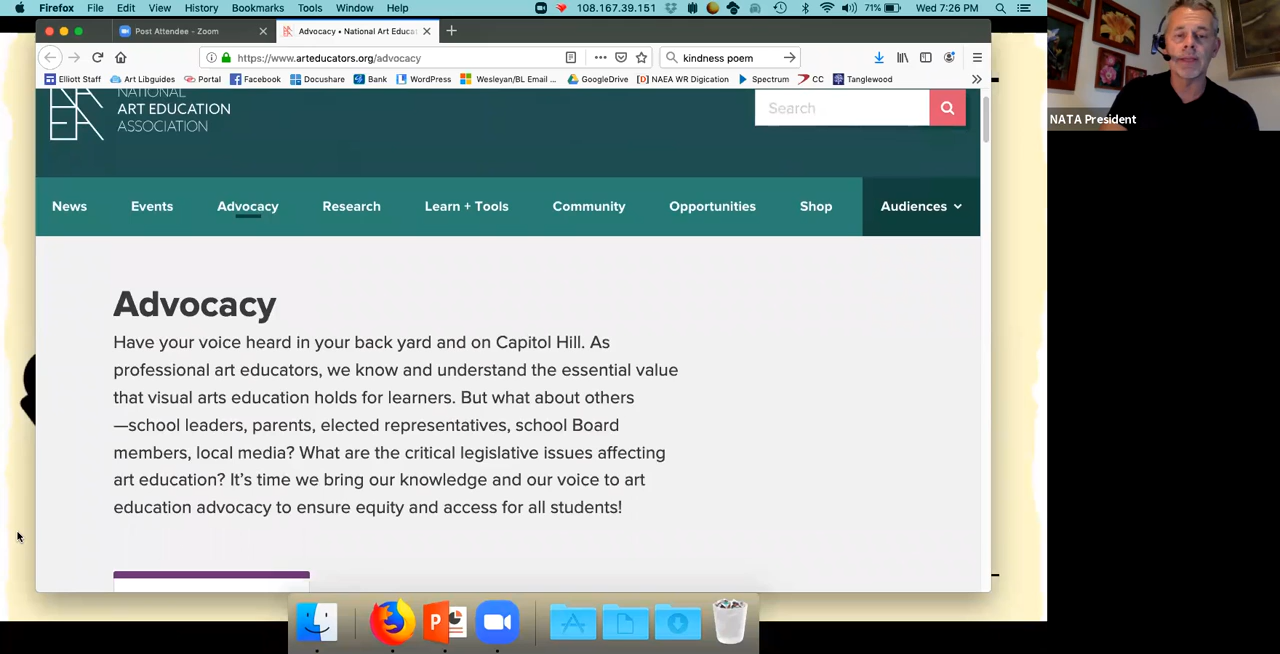 Firefox File Edit View History Bookmarks Tools Window Help 108.167.39.151 71% Wed 7:26 PM
Post Attendee - Zoom Advocacy • National Art Educat
https://www.arteducators.org/advocacy kindness poem
Elliott Staff Art Libguides Portal Facebook Docushare Bank WordPress Wesleyan/BL Email ... GoogleDrive [D] NAEA WR Digication Spectrum CC Tanglewood
NATIONAL
ART EDUCATION
ASSOCIATION
Search
NATA President
News Events Advocacy Research Learn + Tools Community Opportunities Shop Audiences
Advocacy
Have your voice heard in your back yard and on Capitol Hill. As
professional art educators, we know and understand the essential value
that visual arts education holds for learners. But what about others
—school leaders, parents, elected representatives, school Board
members, local media? What are the critical legislative issues affecting
art education? It's time we bring our knowledge and our voice to art
education advocacy to ensure equity and access for all students!